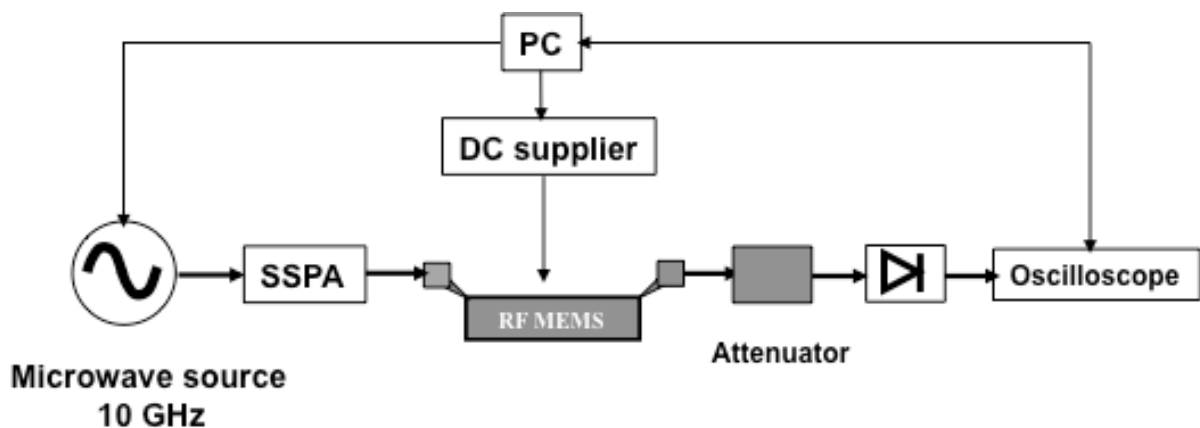 PC
DC supplier
SSPA
RF MEMS
Oscilloscope
Attenuator
Microwave source
10 GHz